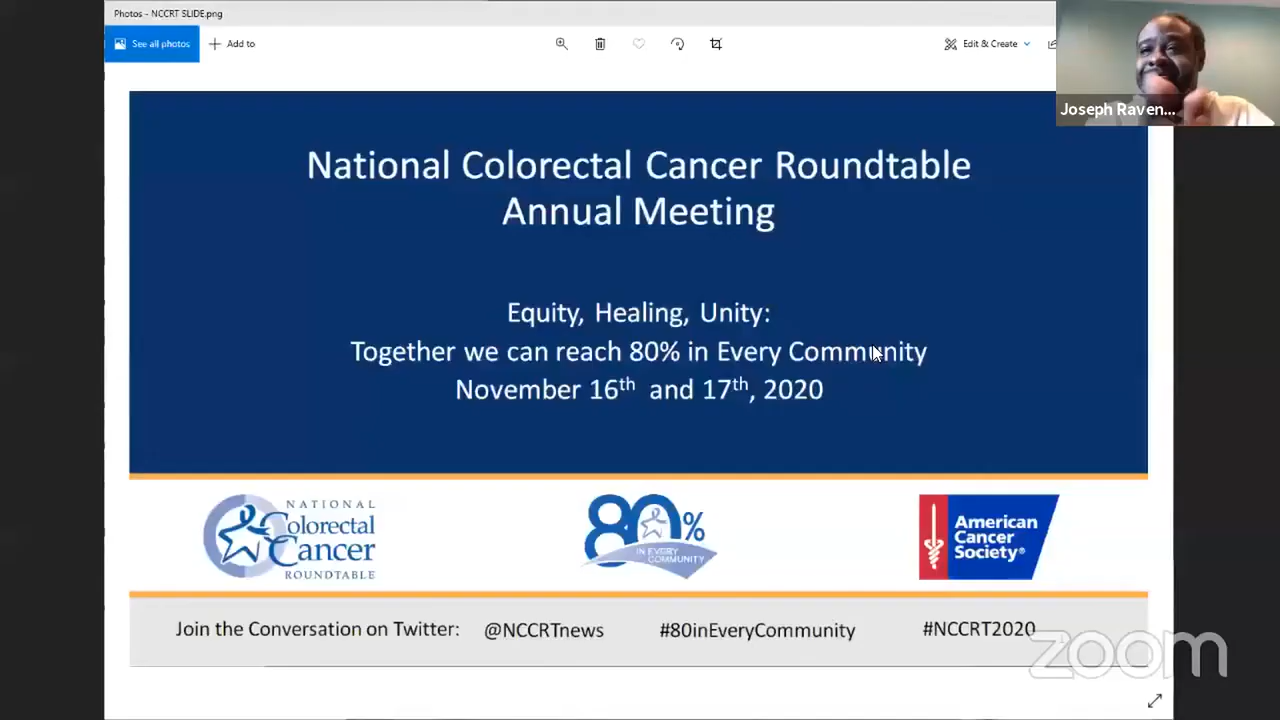 Photos - NCCRT SLIDE.png
See all photos
Add to
Edit & Create
Joseph Raven...
National Colorectal Cancer Roundtable
Annual Meeting
Equity, Healing, Unity:
Together we can reach 80% in Every Community
November 16th and 17th, 2020
NATIONAL
Colorectal
Cancer
ROUNDTABLE
80%
IN EVERY
COMMUNITY
American
Cancer
Society®
Join the Conversation on Twitter: @NCCRTnews #80inEveryCommunity #NCCRT2020
zoom